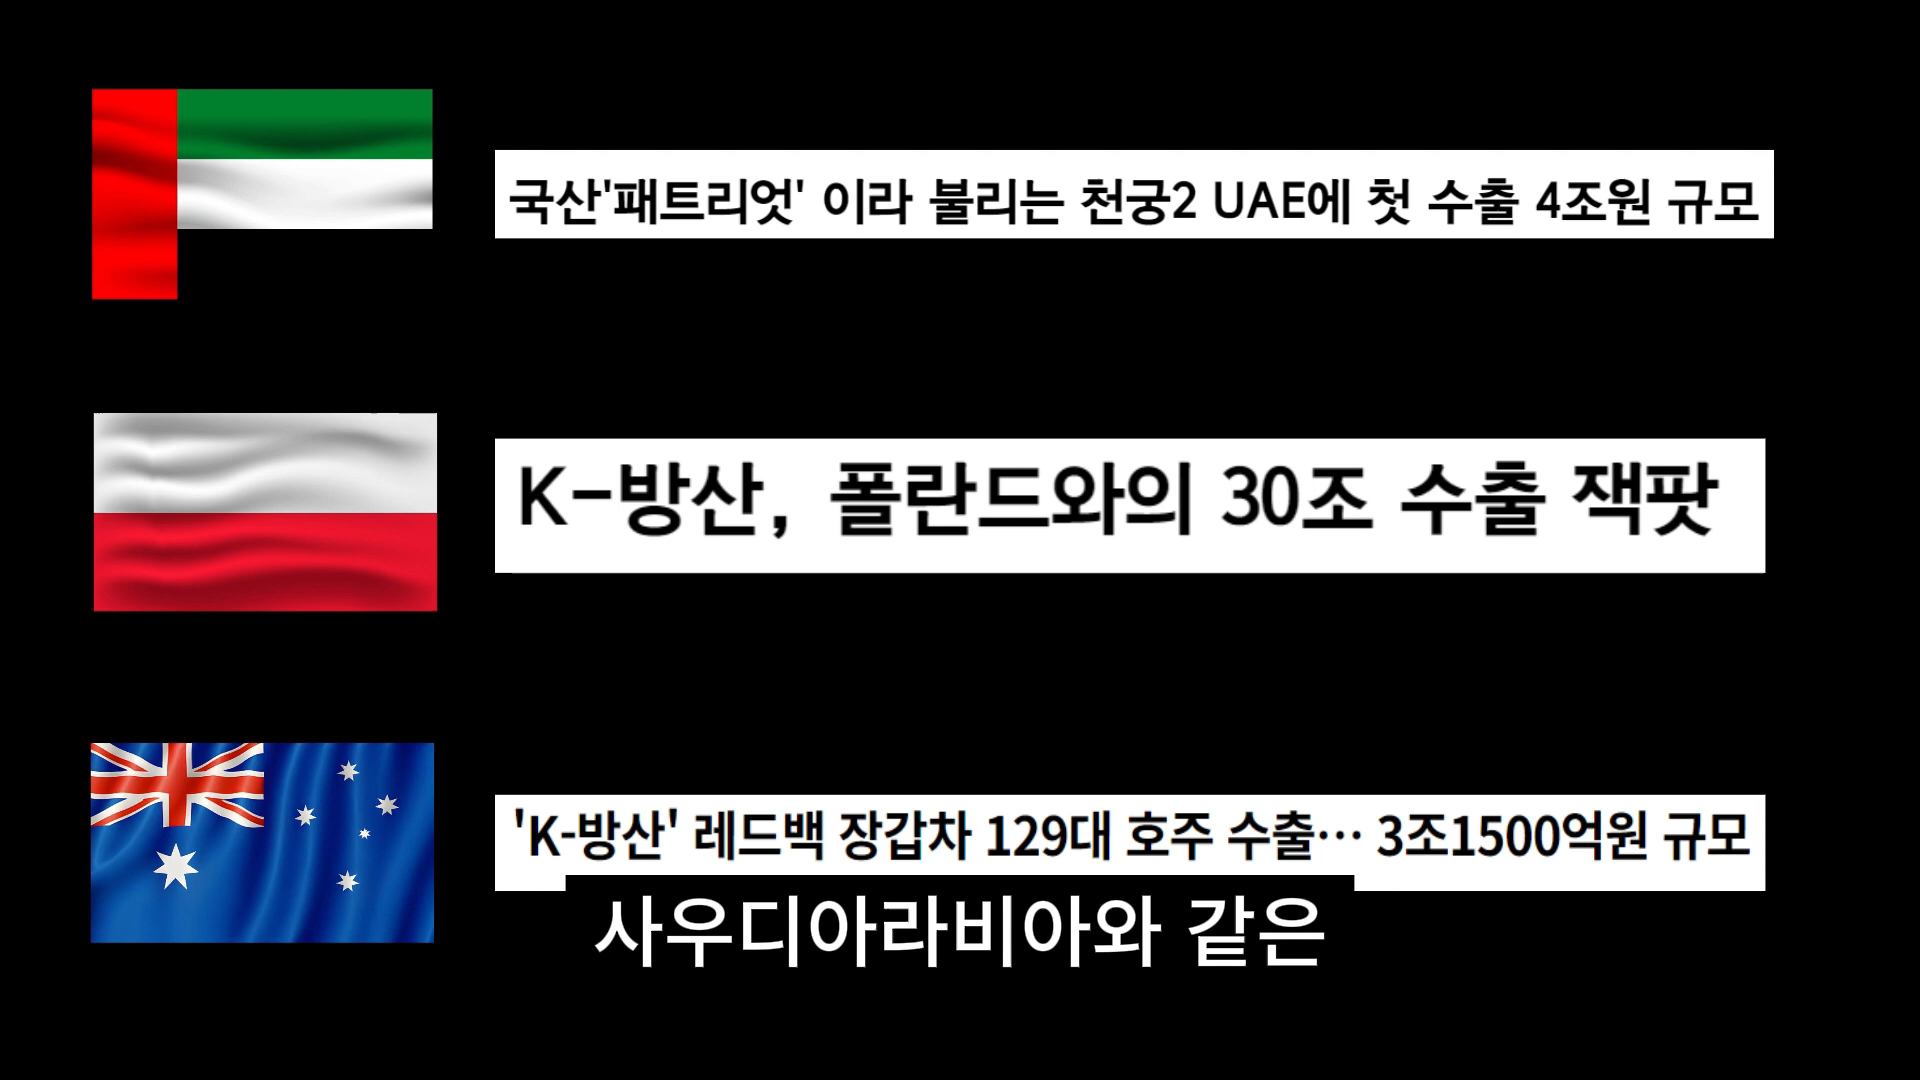 국산'패트리엇' 이라 불리는 천궁2 UAE에 첫 수출 4조원 규모
K-방산, 폴란드와의 30조 수출 잭팟
'K-방산' 레드백 장갑차 129대 호주 수출… 3조1500억원 규모
사우디아라비아와 같은